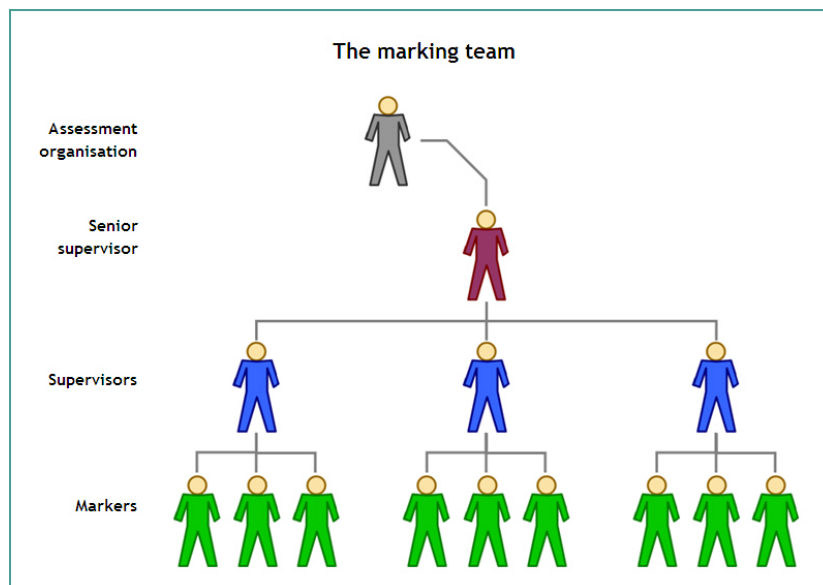 The marking team
Assessment
organisation
Senior
supervisor
Supervisors
Markers